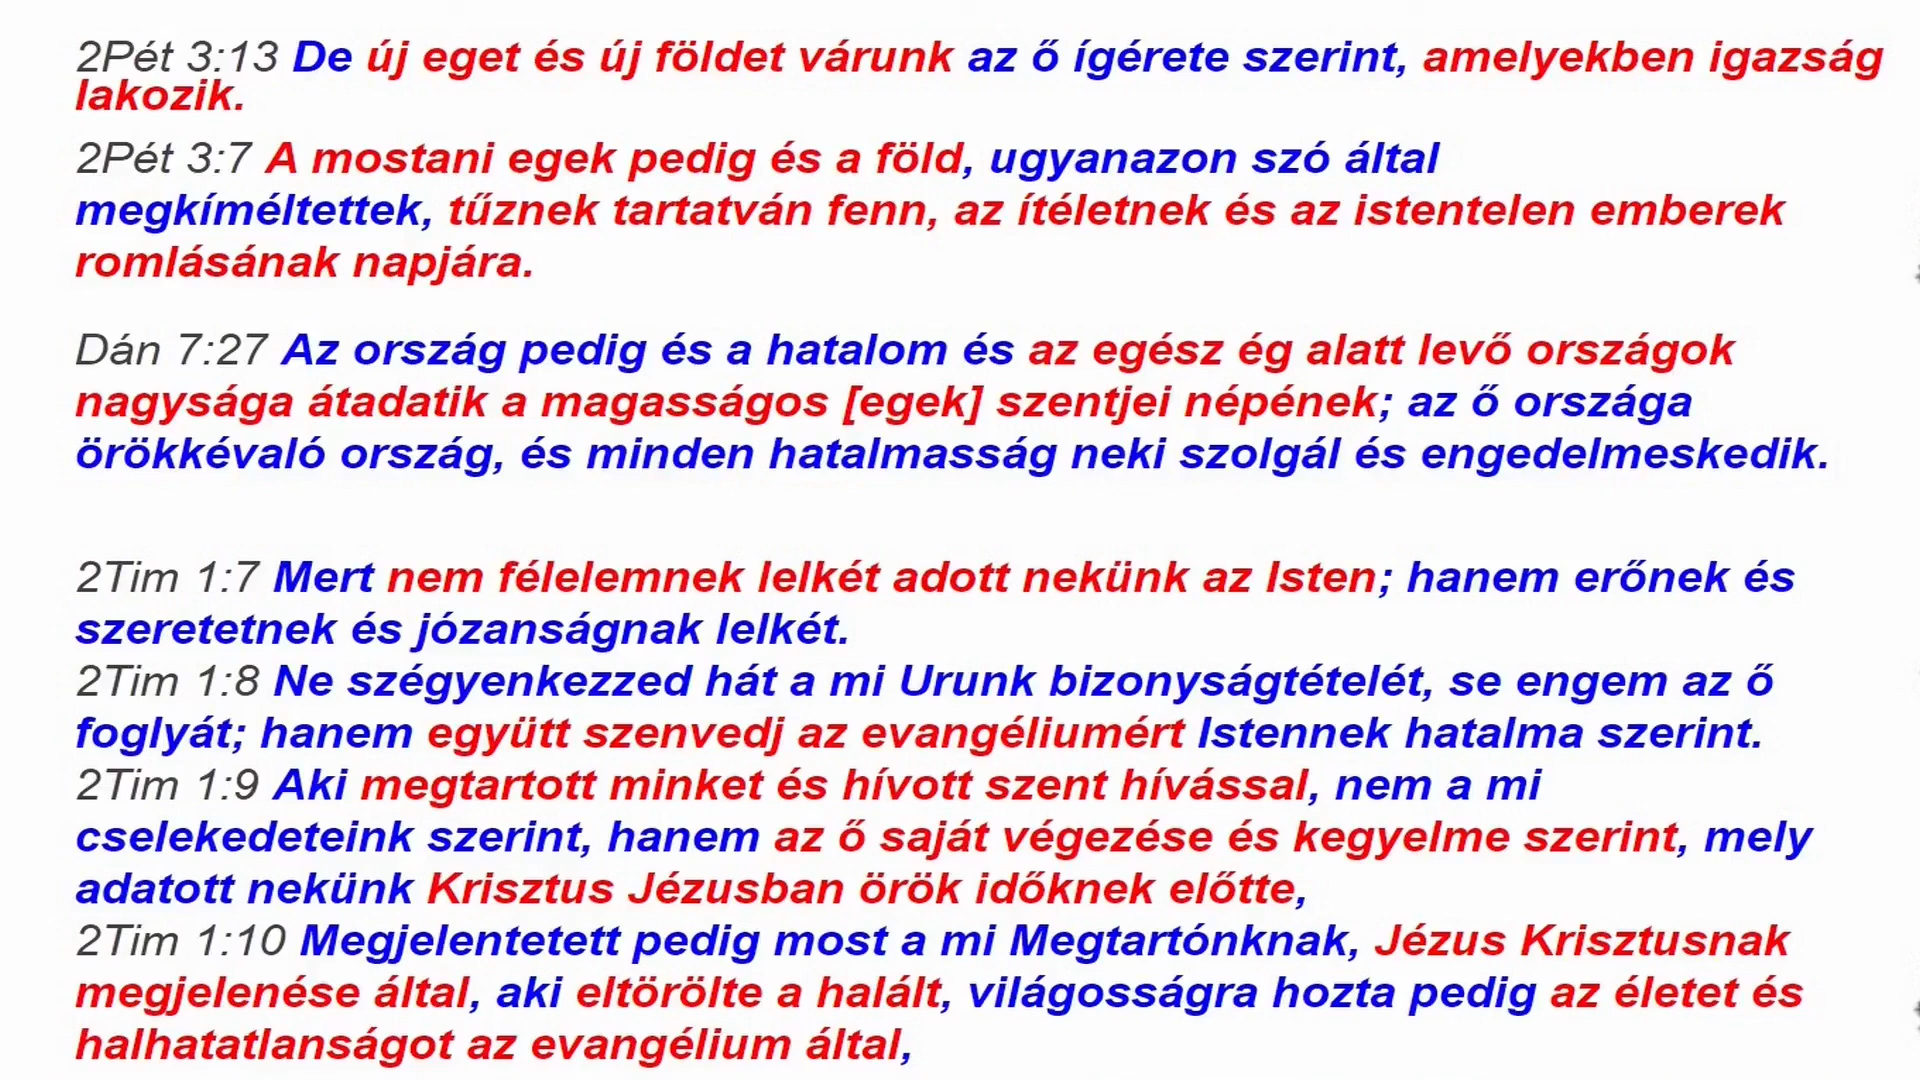 2Pét 3:13 De új eget és új földet várunk az ő ígérete szerint, amelyekben igazság
lakozik.
2Pét 3:7 A mostani egek pedig és a föld, ugyanazon szó által
megkíméltettek, tűznek tartatván fenn, az ítéletnek és az istentelen emberek
romlásának napjára.
Dán 7:27 Az ország pedig és a hatalom és az egész ég alatt levő országok
nagysága átadatik a magasságos [egek] szentjei népének; az ő országa
örökkévaló ország, és minden hatalmasság neki szolgál és engedelmeskedik.
2Tim 1:7 Mert nem félelemnek lelkét adott nekünk az Isten; hanem erőnek és
szeretetnek és józanságnak lelkét.
2Tim 1:8 Ne szégyenkezzed hát a mi Urunk bizonyságtételét, se engem az ő
foglyát; hanem együtt szenvedj az evangéliumért Istennek hatalma szerint.
2Tim 1:9 Aki megtartott minket és hívott szent hívással, nem a mi
cselekedeteink szerint, hanem az ő saját végezése és kegyelme szerint, mely
adatott nekünk Krisztus Jézusban örök időknek előtte,
2Tim 1:10 Megjelentetett pedig most a mi Megtartónknak, Jézus Krisztusnak
megjelenése által, aki eltörölte a halált, világosságra hozta pedig az életet és
halhatatlanságot az evangélium által,